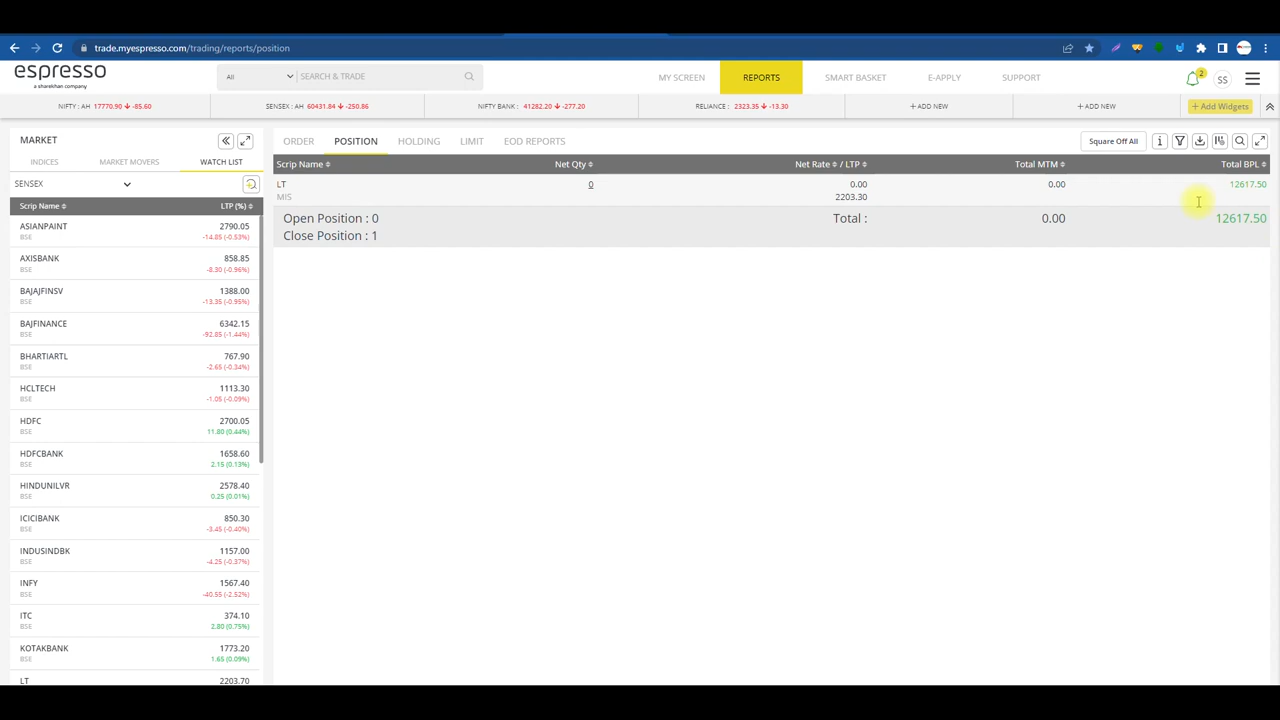 trade.myespresso.com/trading/reports/position
espresso
a sharekhan company
All
SEARCH & TRADE
MY SCREEN
REPORTS
SMART BASKET
E-APPLY
SUPPORT
2
SS
NIFTY : AH 17770.90 -85.60
SENSEX : AH 60431.84 -250.86
NIFTY BANK : 41282.20 -277.20
RELIANCE : 2323.35 -13.30
+ ADD NEW
+ ADD NEW
+ Add Widgets
MARKET
INDICES
MARKET MOVERS
WATCH LIST
SENSEX
Scrip Name LTP (%)
ASIANPAINT 2790.05
BSE -14.85 (-0.53%)
AXISBANK 858.85
BSE -8.30 (-0.96%)
BAJAJFINSV 1388.00
BSE -13.35 (-0.95%)
BAJFINANCE 6342.15
BSE -92.85 (-1.44%)
BHARTIARTL 767.90
BSE -2.65 (-0.34%)
HCLTECH 1113.30
BSE -1.05 (-0.09%)
HDFC 2700.05
BSE 11.80 (0.44%)
HDFCBANK 1658.60
BSE 2.15 (0.13%)
HINDUNILVR 2578.40
BSE 0.25 (0.01%)
ICICIBANK 850.30
BSE -3.45 (-0.40%)
INDUSINDBK 1157.00
BSE -4.25 (-0.37%)
INFY 1567.40
BSE -40.55 (-2.52%)
ITC 374.10
BSE 2.80 (0.75%)
KOTAKBANK 1773.20
BSE 1.65 (0.09%)
LT 2203.70
ORDER
POSITION
HOLDING
LIMIT
EOD REPORTS
Square Off All
Scrip Name Net Qty Net Rate / LTP Total MTM Total BPL
LT 0 0.00 0.00 12617.50
MIS 2203.30
Open Position : 0 Total : 0.00 12617.50
Close Position : 1